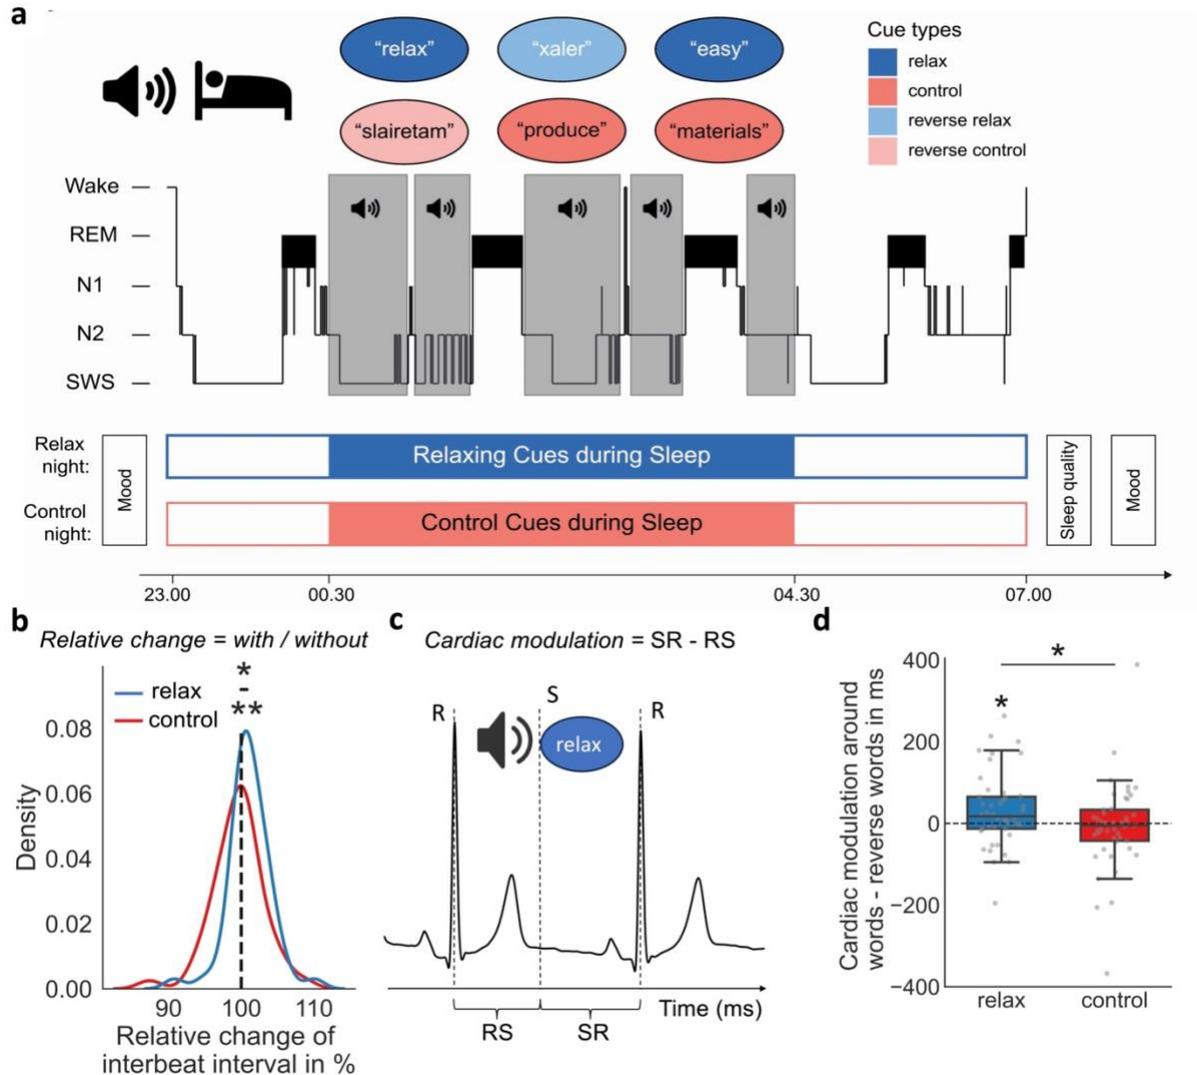 a
“relax”
“xaler”
“easy”
“slairetam”
“produce”
“materials”
Cue types
relax
control
reverse relax
reverse control
Wake
REM
N1
N2
SWS
Relax
night:
Control
night:
Mood
Relaxing Cues during Sleep
Control Cues during Sleep
Sleep quality
Mood
23.00
00.30
04.30
07.00
b
Relative change = with / without
relax
control
*
-
**
Density
0.08
0.06
0.04
0.02
0.00
90
100
110
Relative change of
interbeat interval in %
c
Cardiac modulation = SR - RS
R
S
R
relax
RS
SR
Time (ms)
d
Cardiac modulation around
words - reverse words in ms
400
200
0
−200
−400
*
*
relax
control